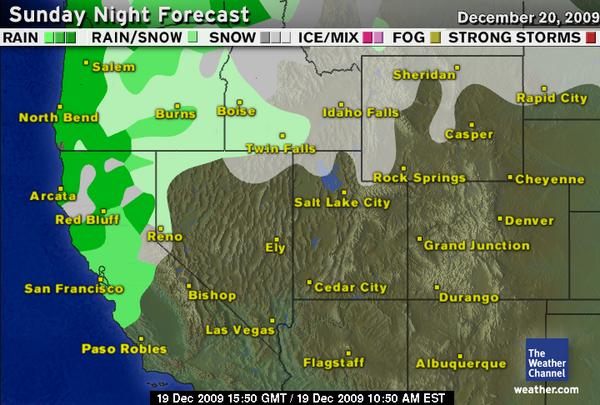 Sunday Night Forecast
December 20, 2009
RAIN RAIN/SNOW SNOW ICE/MIX FOG STRONG STORMS
Salem
Sheridan
Rapid City
North Bend
Burns
Boise
Idaho Falls
Casper
Twin Falls
Rock Springs
Cheyenne
Arcata
Salt Lake City
Red Bluff
Denver
Reno
Ely
Grand Junction
San Francisco
Bishop
Cedar City
Durango
Las Vegas
Paso Robles
Flagstaff
Albuquerque
The
Weather
Channel
weather.com
19 Dec 2009 15:50 GMT / 19 Dec 2009 10:50 AM EST